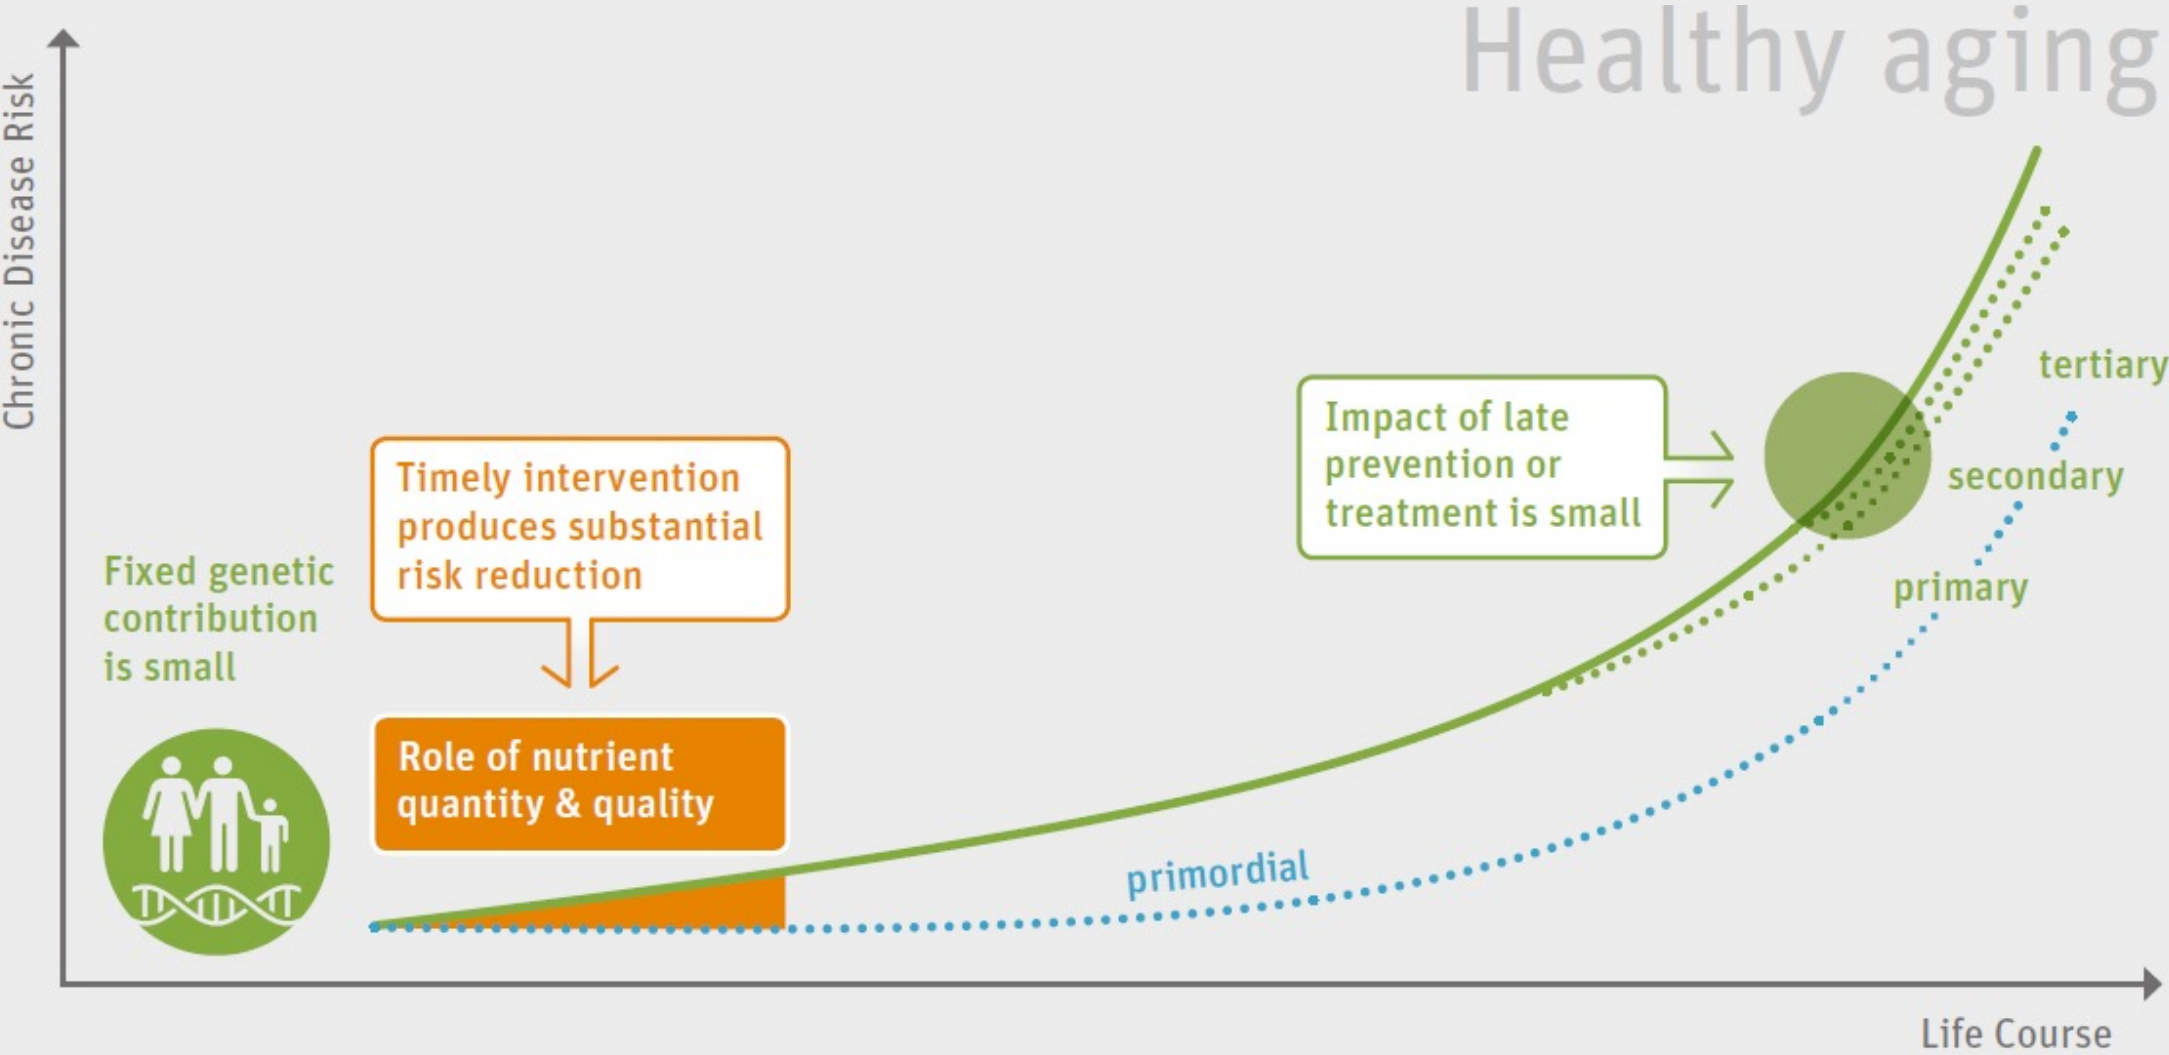 Healthy aging
Chronic Disease Risk
Fixed genetic
contribution
is small
Timely intervention
produces substantial
risk reduction
Role of nutrient
quantity & quality
Impact of late
prevention or
treatment is small
tertiary
secondary
primary
primordial
Life Course